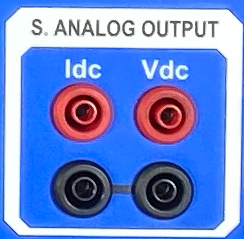 S. ANALOG OUTPUT
Idc Vdc